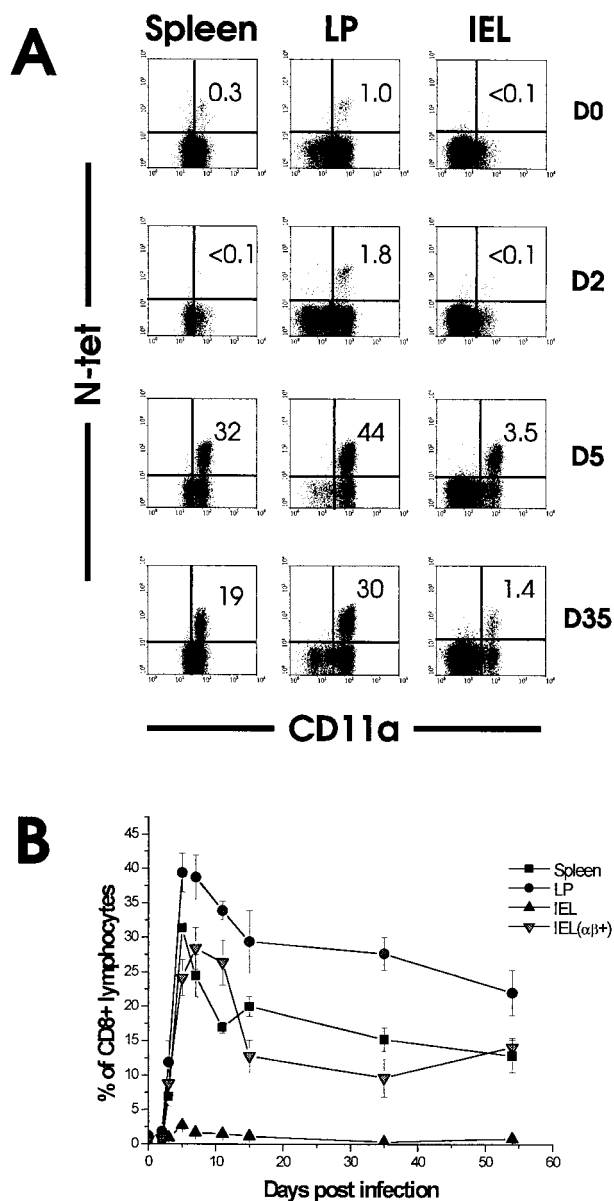 A
Spleen LP IEL
0.3 1.0 <0.1 D0
<0.1 1.8 <0.1 D2
32 44 3.5 D5
19 30 1.4 D35
N-tet
CD11a
B
% of CD8+ lymphocytes
45
40
35
30
25
20
15
10
5
0
0 10 20 30 40 50 60
Days post infection
Spleen
LP
IEL
IEL(αβ+)